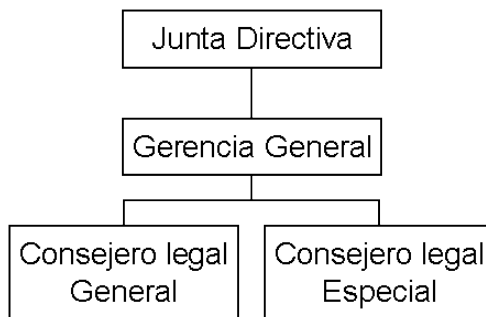 Junta Directiva
Gerencia General
Consejero legal
General
Consejero legal
Especial